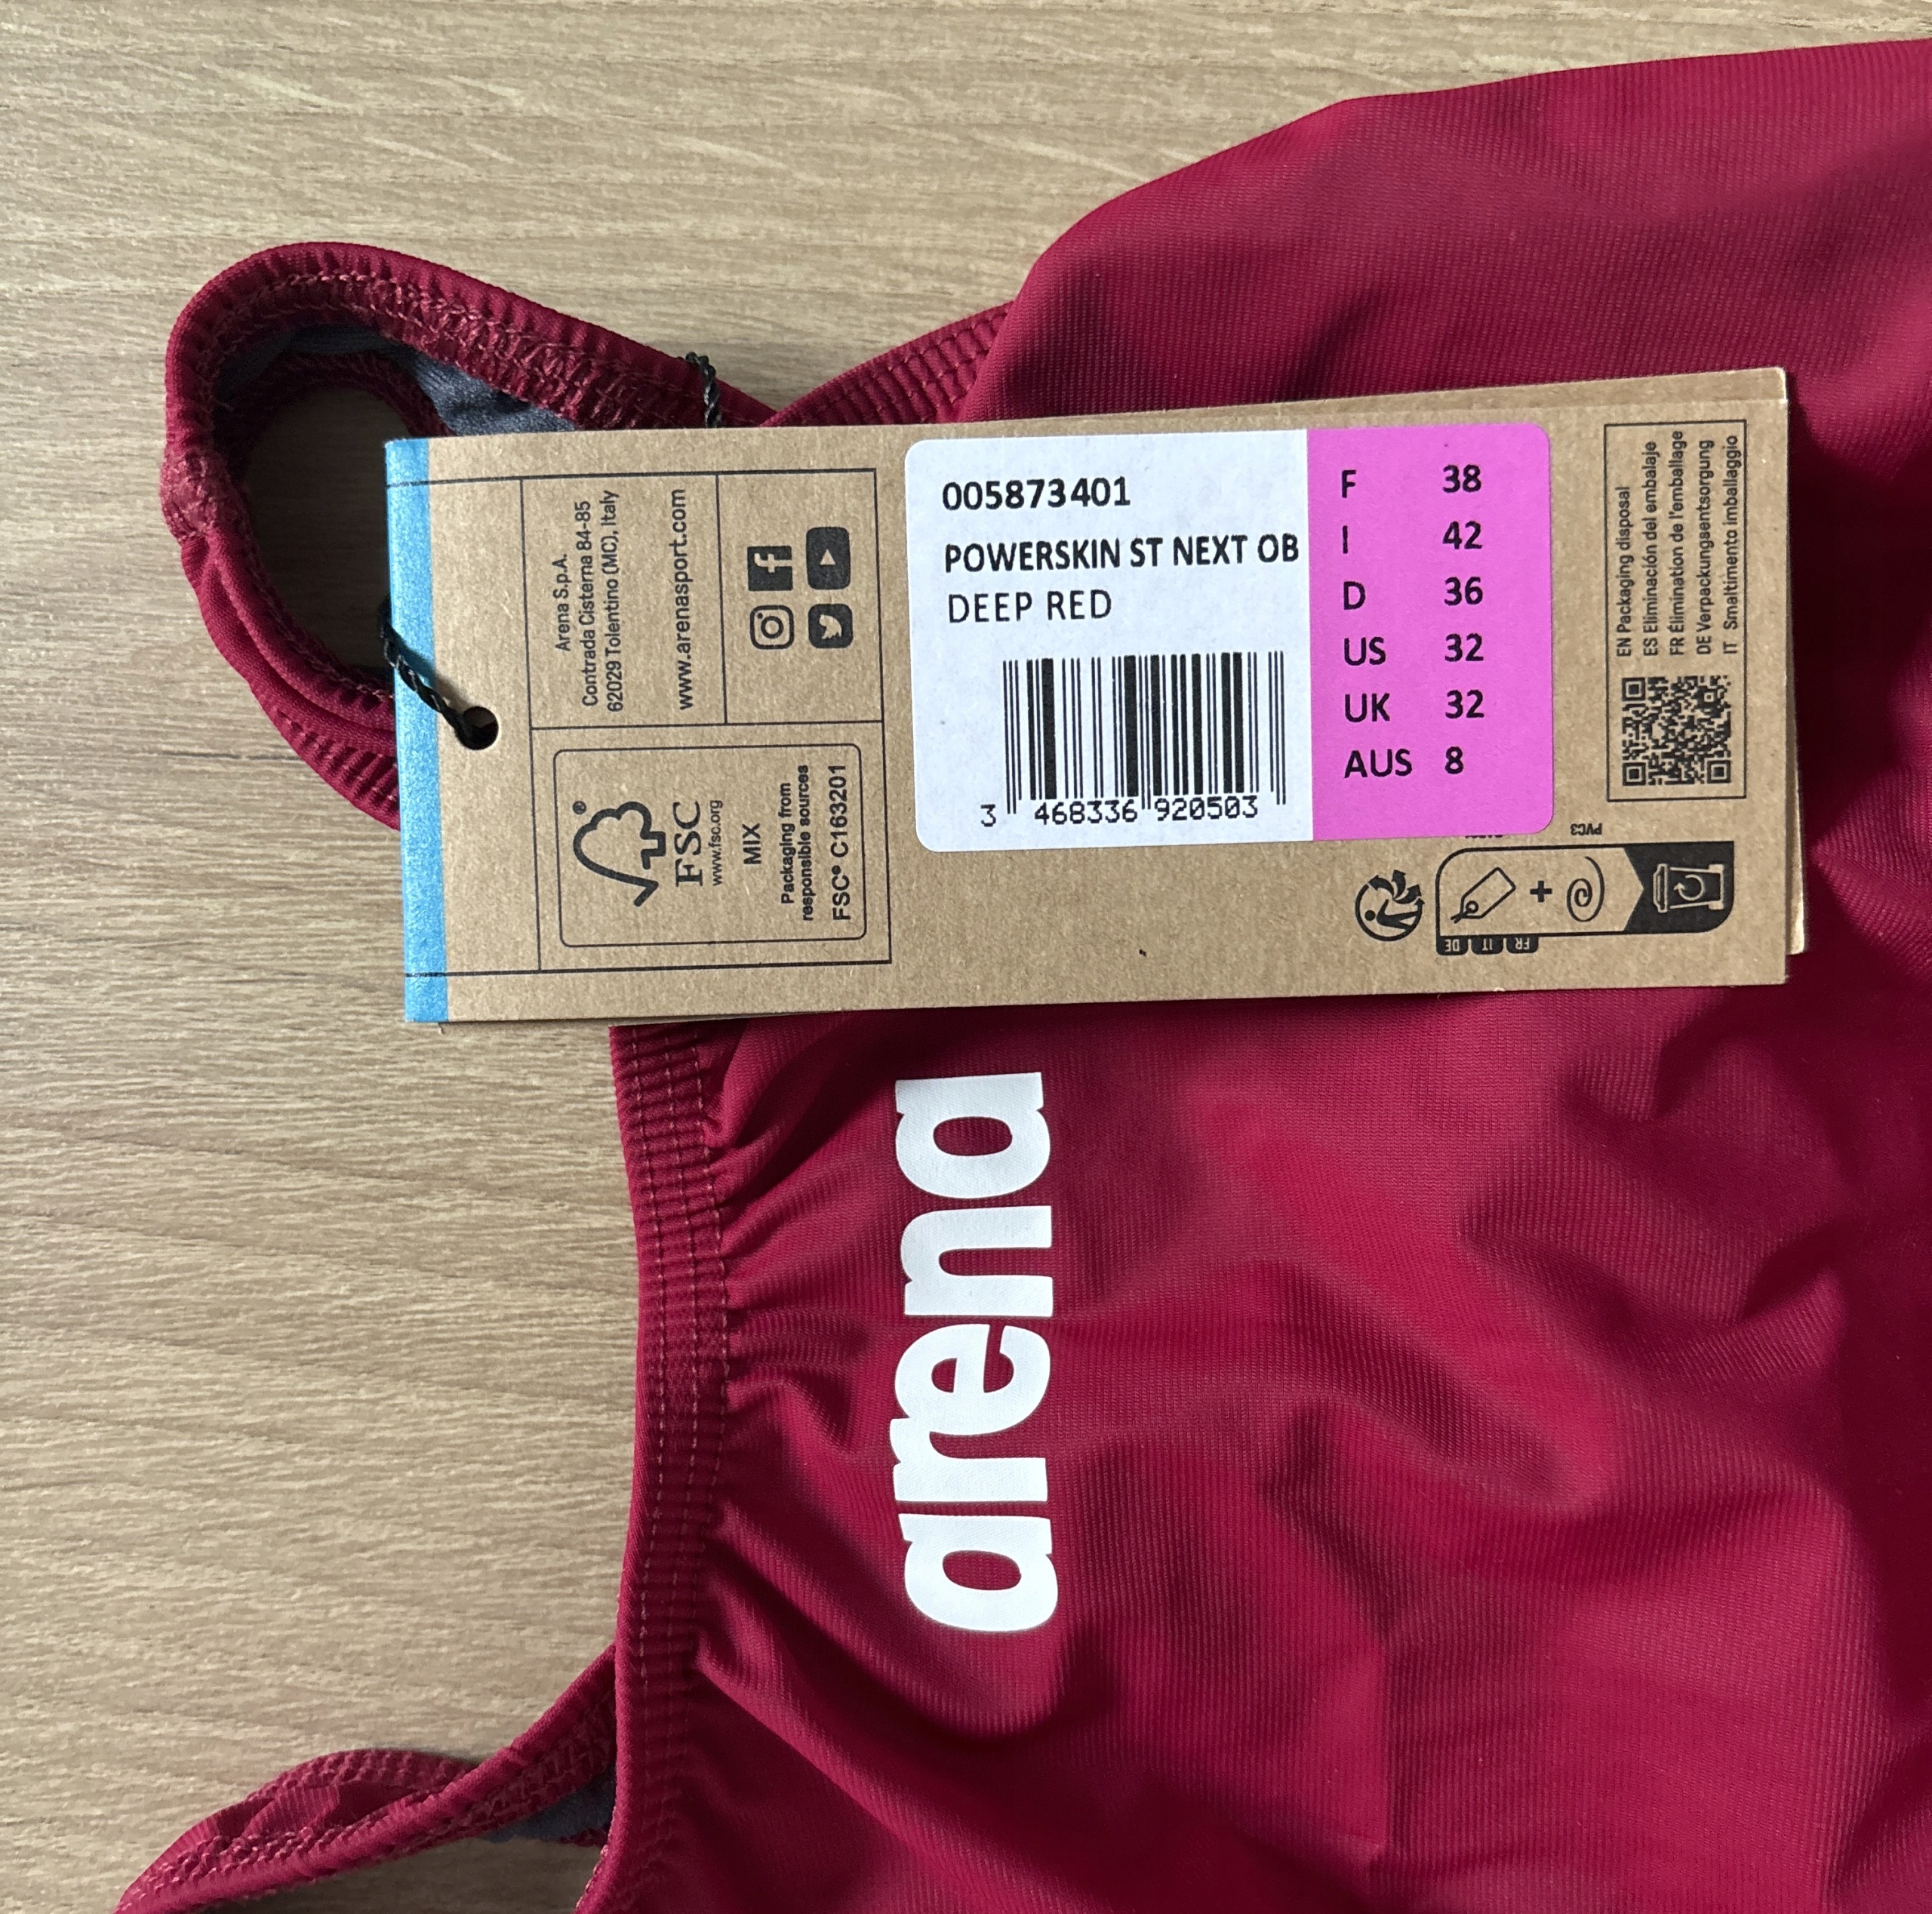 005873401
POWERSKIN ST NEXT OB
DEEP RED
3 468336 920503
F 38
I 42
D 36
US 32
UK 32
AUS 8
Arena S.p.A.
Contrada Cisterna 84-85
62029 Tolentino (MC), Italy
www.arenasport.com
FSC®
www.fsc.org
MIX
Packaging from
responsible sources
FSC® C163201
EN Packaging disposal
ES Eliminación del embalaje
FR Élimination de l'emballage
DE Verpackungsentsorgung
IT Smaltimento imballaggio
PVC3
+
FR
IT
DE
arena